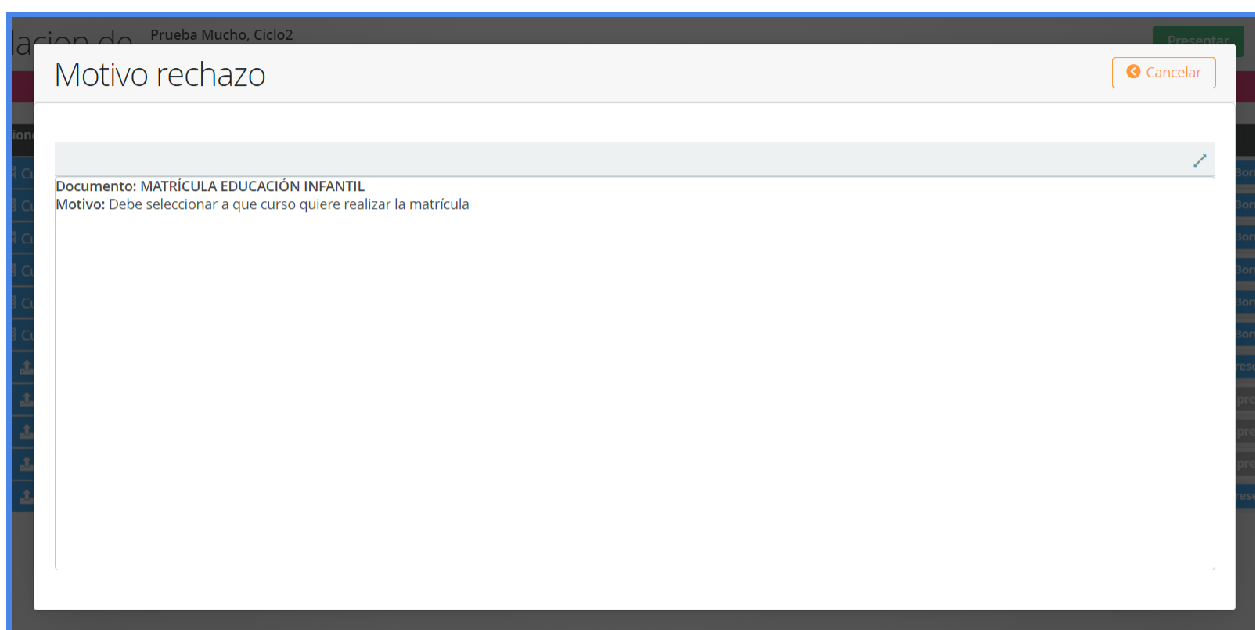 Prueba Mucho, Ciclo2
Presentar
Motivo rechazo
Cancelar
Documento: MATRÍCULA EDUCACIÓN INFANTIL
Motivo: Debe seleccionar a que curso quiere realizar la matrícula